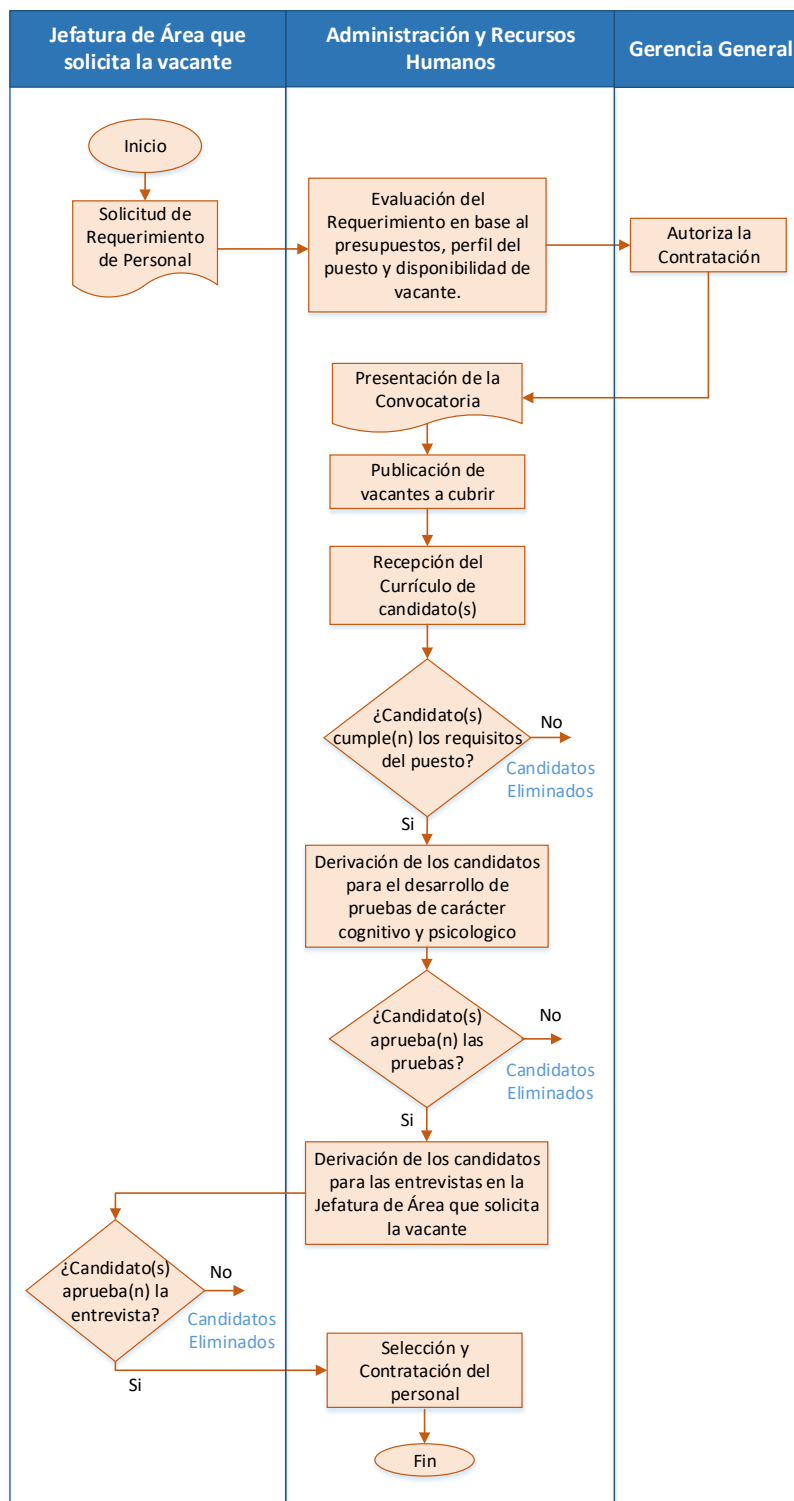 Jefatura de Área que
solicita la vacante
Administración y Recursos
Humanos
Gerencia General
Inicio
Solicitud de
Requerimiento
de Personal
Evaluación del
Requerimiento en base al
presupuestos, perfil del
puesto y disponibilidad de
vacante.
Autoriza la
Contratación
Presentación de la
Convocatoria
Publicación de
vacantes a cubrir
Recepción del
Currículo de
candidato(s)
¿Candidato(s)
cumple(n) los requisitos
del puesto?
No
Candidatos
Eliminados
Si
Derivación de los candidatos
para el desarrollo de
pruebas de carácter
cognitivo y psicologico
¿Candidato(s)
aprueba(n) las
pruebas?
No
Candidatos
Eliminados
Si
Derivación de los candidatos
para las entrevistas en la
Jefatura de Área que solicita
la vacante
¿Candidato(s)
aprueba(n) la
entrevista?
No
Candidatos
Eliminados
Si
Selección y
Contratación del
personal
Fin